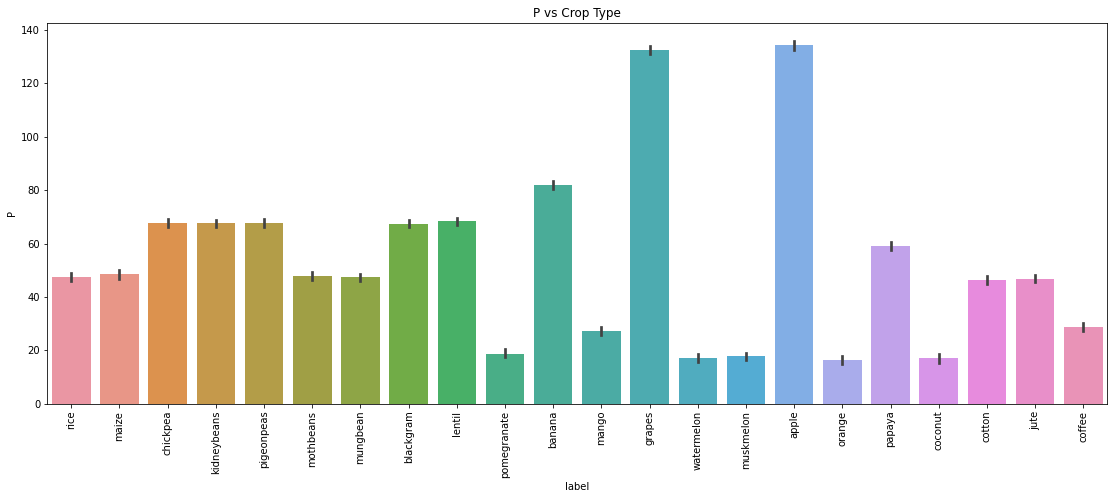 P vs Crop Type
140
120
100
80
60
40
20
0
P
rice
maize
chickpea
kidneybeans
pigeonpeas
mothbeans
mungbean
blackgram
lentil
pomegranate
banana
mango
grapes
watermelon
muskmelon
apple
orange
papaya
coconut
cotton
jute
coffee
label